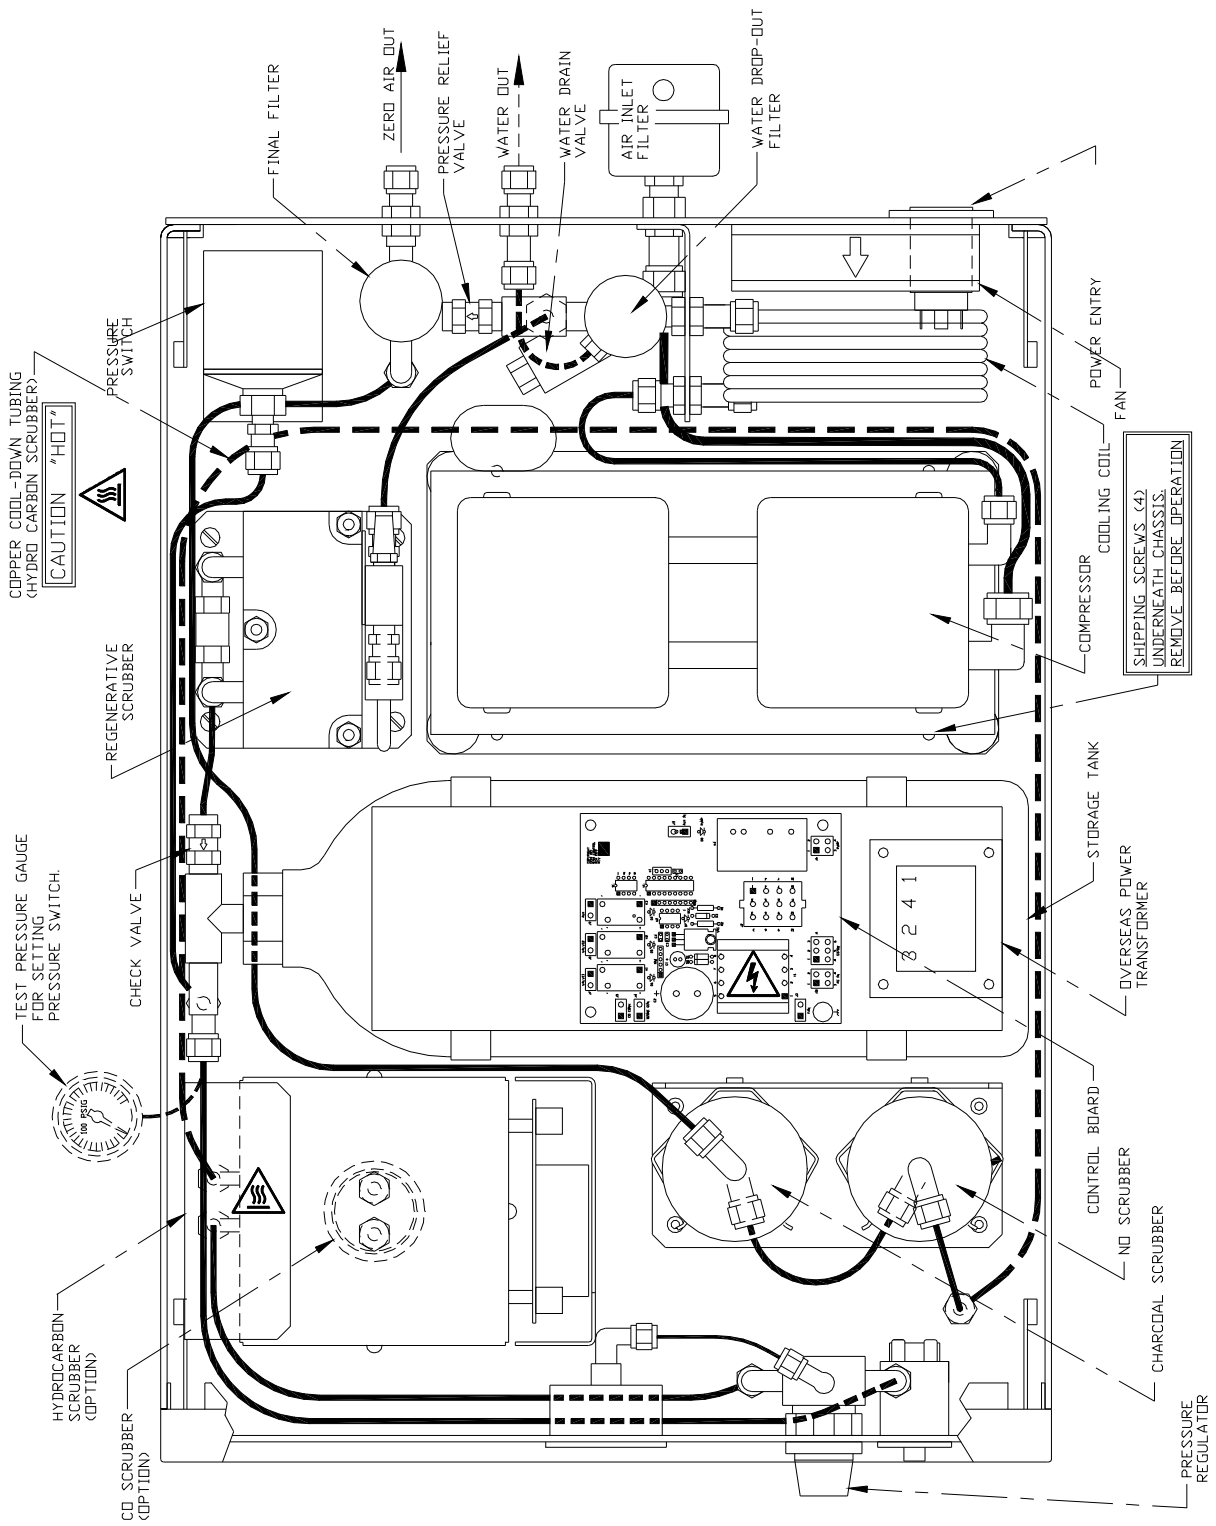 COPPER COOL-DOWN TUBING
(HYDRO CARBON SCRUBBER)
CAUTION "HOT"
PRESSURE
SWITCH
FINAL FILTER
ZERO AIR OUT
PRESSURE RELIEF
VALVE
WATER OUT
WATER DRAIN
VALVE
AIR INLET
FILTER
WATER DROP-OUT
FILTER
POWER ENTRY
FAN
COOLING COIL
SHIPPING SCREWS (4)
UNDERNEATH CHASSIS.
REMOVE BEFORE OPERATION
COMPRESSOR
REGENERATIVE
SCRUBBER
STORAGE TANK
OVERSEAS POWER
TRANSFORMER
3 2 4 1
TEST PRESSURE GAUGE
FOR SETTING
PRESSURE SWITCH.
100 PSIG
CHECK VALVE
CONTROL BOARD
NO SCRUBBER
CHARCOAL SCRUBBER
PRESSURE
REGULATOR
HYDROCARBON
SCRUBBER
(OPTION)
CO SCRUBBER
(OPTION)